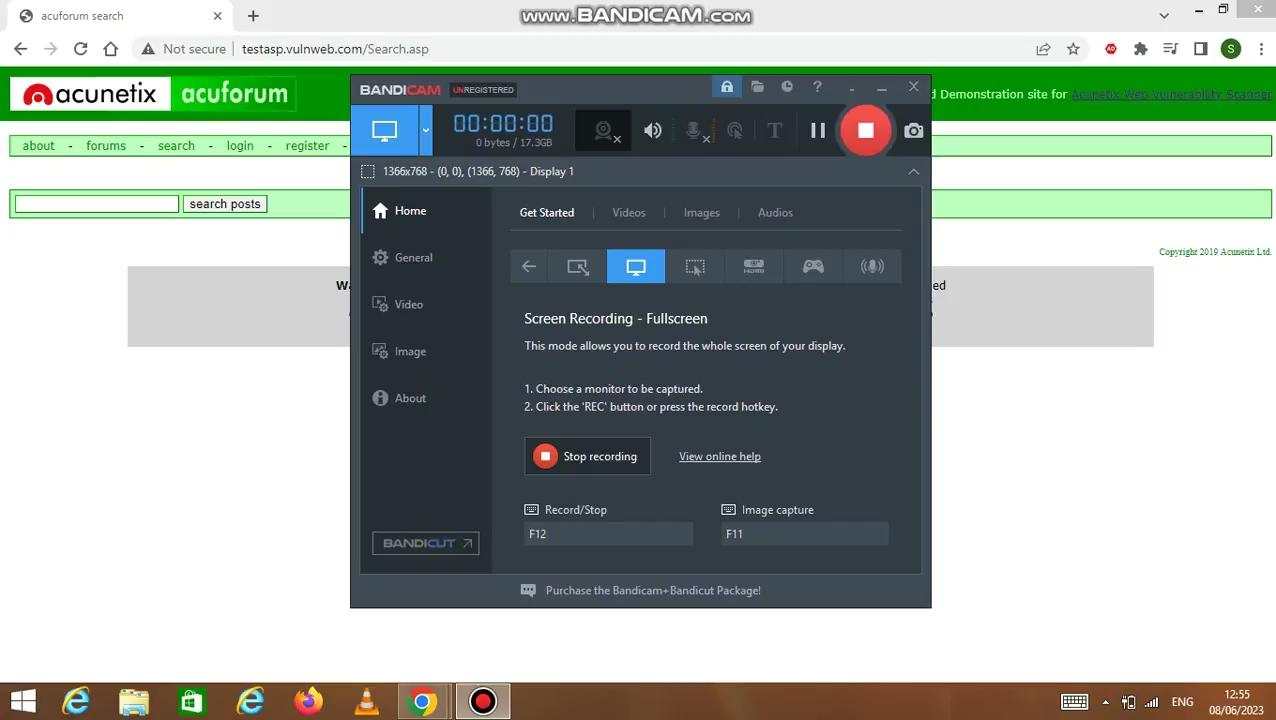 acuforum search
www.BANDICAM.com
Not secure
testasp.vulnweb.com/Search.asp
S
acunetix
acuforum
d Demonstration site for Acunetix Web Vulnerability Scanner
about - forums - search - login - register -
search posts
Copyright 2019 Acunetix Ltd.
Wa
ed
BANDICAM
UNREGISTERED
?
00:00:00
0 bytes / 17.3GB
T
1366x768 - (0, 0), (1366, 768) - Display 1
Home
General
Video
Image
About
BANDICUT
Get Started
Videos
Images
Audios
HDMI
Screen Recording - Fullscreen
This mode allows you to record the whole screen of your display.
1. Choose a monitor to be captured.
2. Click the 'REC' button or press the record hotkey.
Stop recording
View online help
Record/Stop
Image capture
F12
F11
Purchase the Bandicam+Bandicut Package!
ENG
12:55
08/06/2023